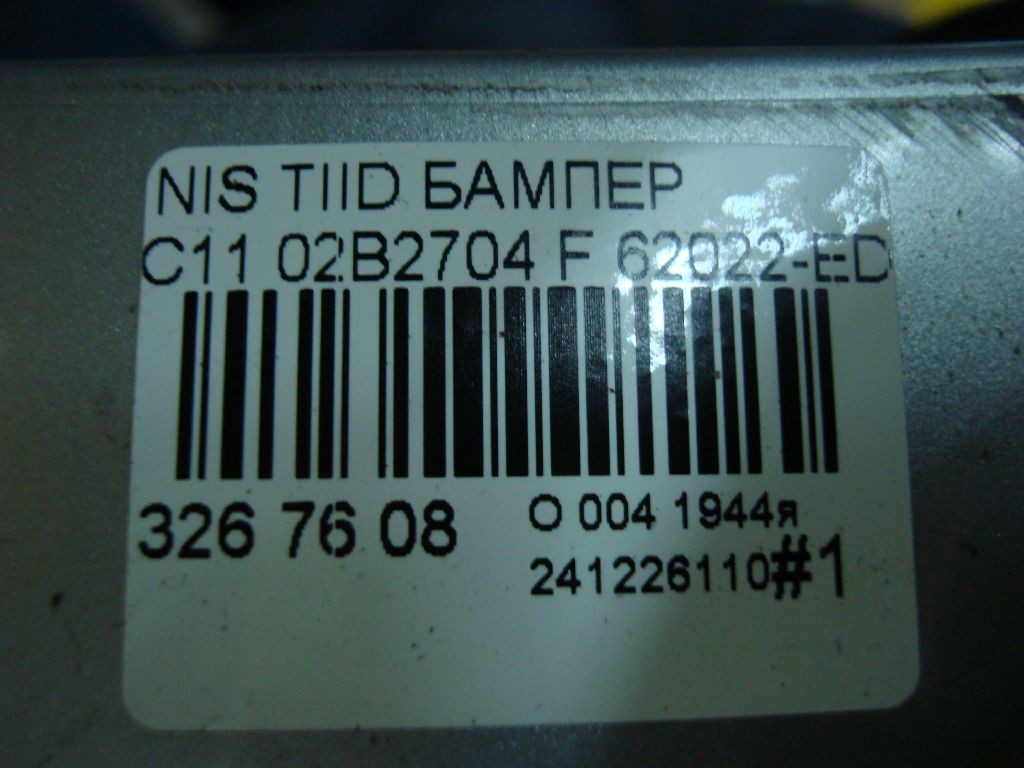 NIS TIID БАМПЕР
C11 02B2704 F 62022-ED
326 76 08
O 004 1944я
241226110#1